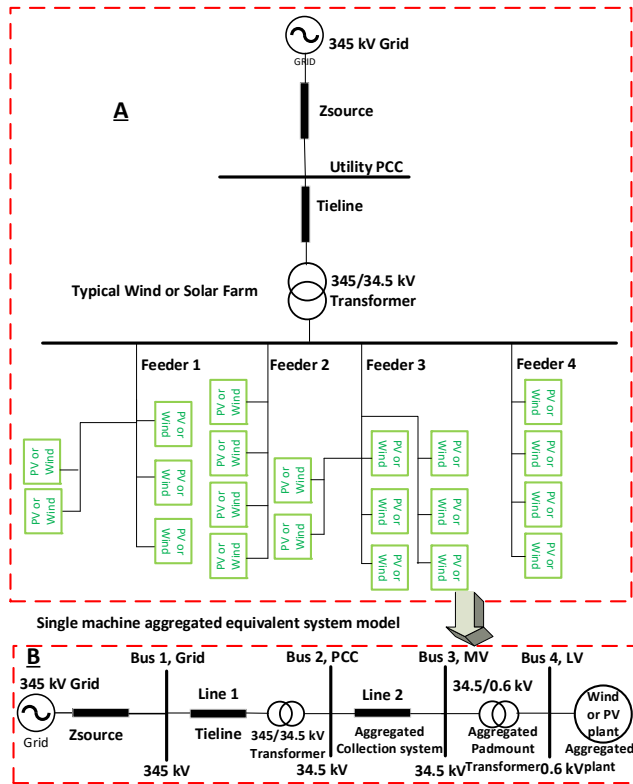 345 kV Grid
GRID
A
Zsource
Utility PCC
Tieline
345/34.5 kV
Transformer
Typical Wind or Solar Farm
Feeder 1
Feeder 2
Feeder 3
Feeder 4
PV or
Wind
PV or
Wind
PV or
Wind
PV or
Wind
PV or
Wind
PV or
Wind
PV or
Wind
PV or
Wind
PV or
Wind
PV or
Wind
PV or
Wind
PV or
Wind
PV or
Wind
PV or
Wind
PV or
Wind
PV or
Wind
PV or
Wind
PV or
Wind
PV or
Wind
PV or
Wind
PV or
Wind
Single machine aggregated equivalent system model
B
Bus 1, Grid
Bus 2, PCC
Bus 3, MV
Bus 4, LV
345 kV Grid
Grid
Zsource
345 kV
Line 1
Tieline
345/34.5 kV
Transformer
34.5 kV
Line 2
Aggregated
Collection system
34.5 kV
34.5/0.6 kV
Aggregated
Padmount
Transformer
0.6 kV
Wind
or PV
plant
Aggregated
plant